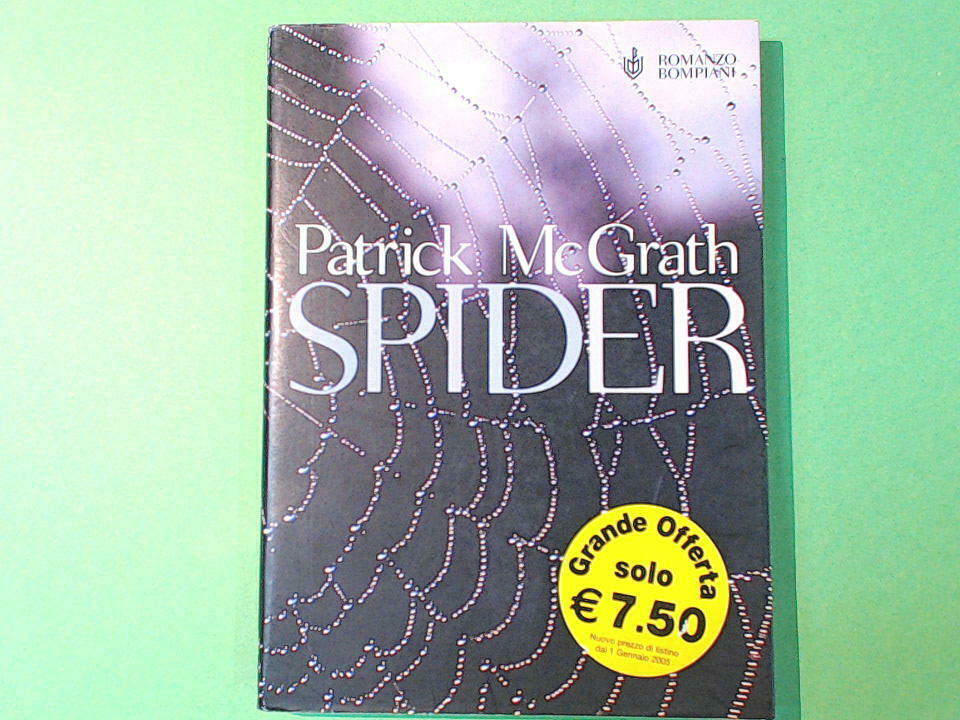 ROMANZO
BOMPIANI
Patrick McGrath
SPIDER
Grande Offerta
solo
€ 7.50
Nuovo prezzo di listino
dal 1 Gennaio 2005